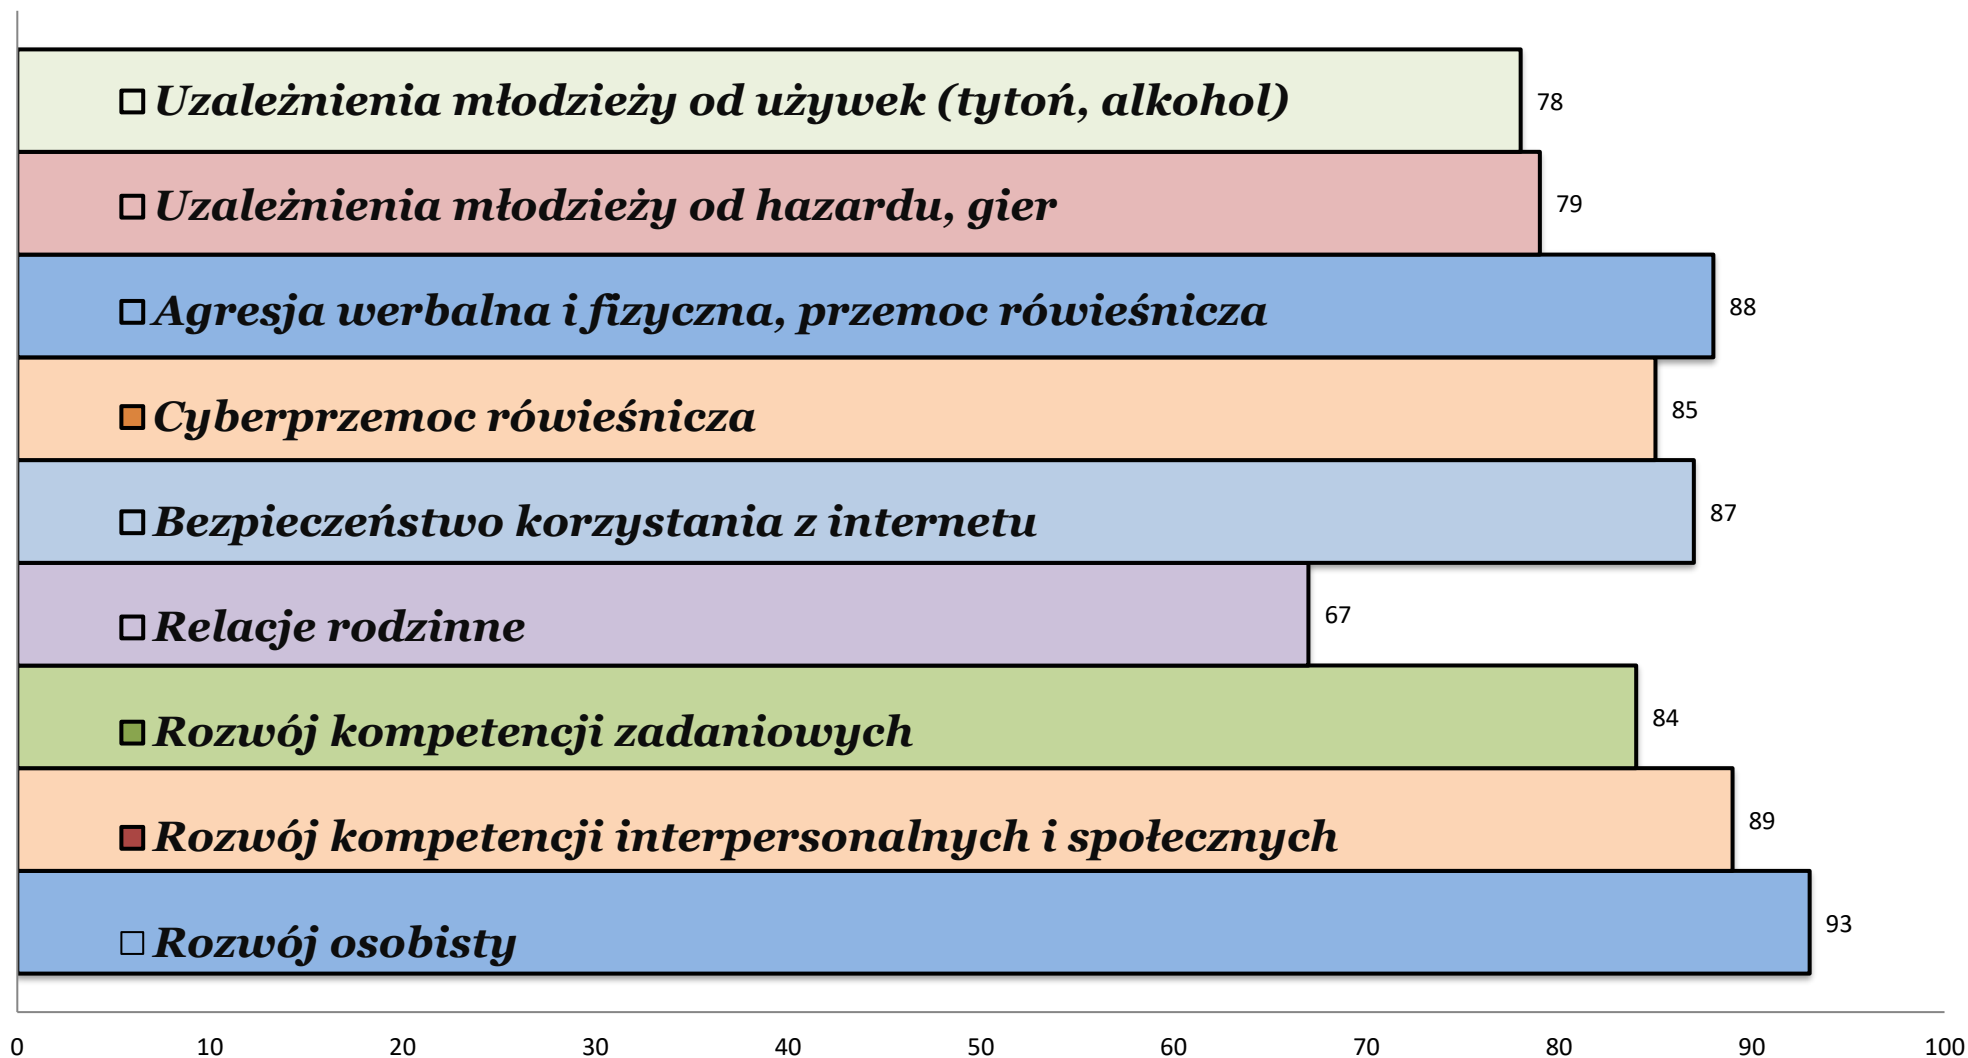 Uzależnienia młodzieży od używek (tytoń, alkohol) 78
Uzależnienia młodzieży od hazardu, gier 79
Agresja werbalna i fizyczna, przemoc rówieśnicza 88
Cyberprzemoc rówieśnicza 85
Bezpieczeństwo korzystania z internetu 87
Relacje rodzinne 67
Rozwój kompetencji zadaniowych 84
Rozwój kompetencji interpersonalnych i społecznych 89
Rozwój osobisty 93
0 10 20 30 40 50 60 70 80 90 100